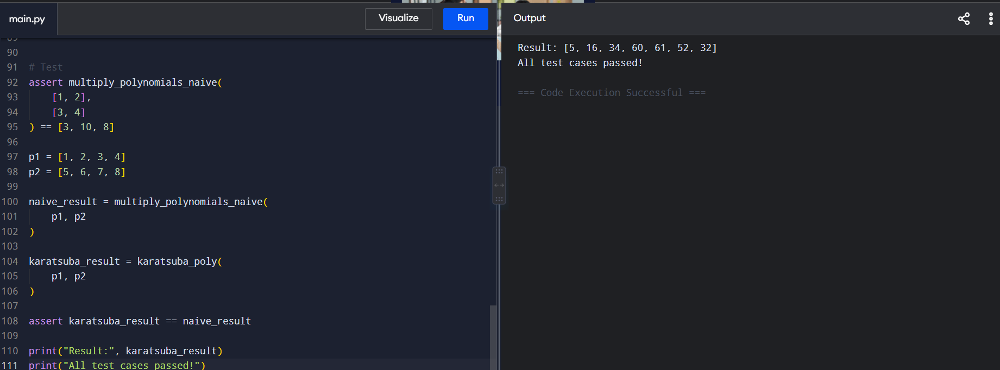 main.py
Visualize
Run
90
91 # Test
92 assert multiply_polynomials_naive(
93     [1, 2],
94     [3, 4]
95 ) == [3, 10, 8]
96
97 p1 = [1, 2, 3, 4]
98 p2 = [5, 6, 7, 8]
99
100 naive_result = multiply_polynomials_naive(
101     p1, p2
102 )
103
104 karatsuba_result = karatsuba_poly(
105     p1, p2
106 )
107
108 assert karatsuba_result == naive_result
109
110 print("Result:", karatsuba_result)
111 print("All test cases passed!")
Output
Result: [5, 16, 34, 60, 61, 52, 32]
All test cases passed!
=== Code Execution Successful ===